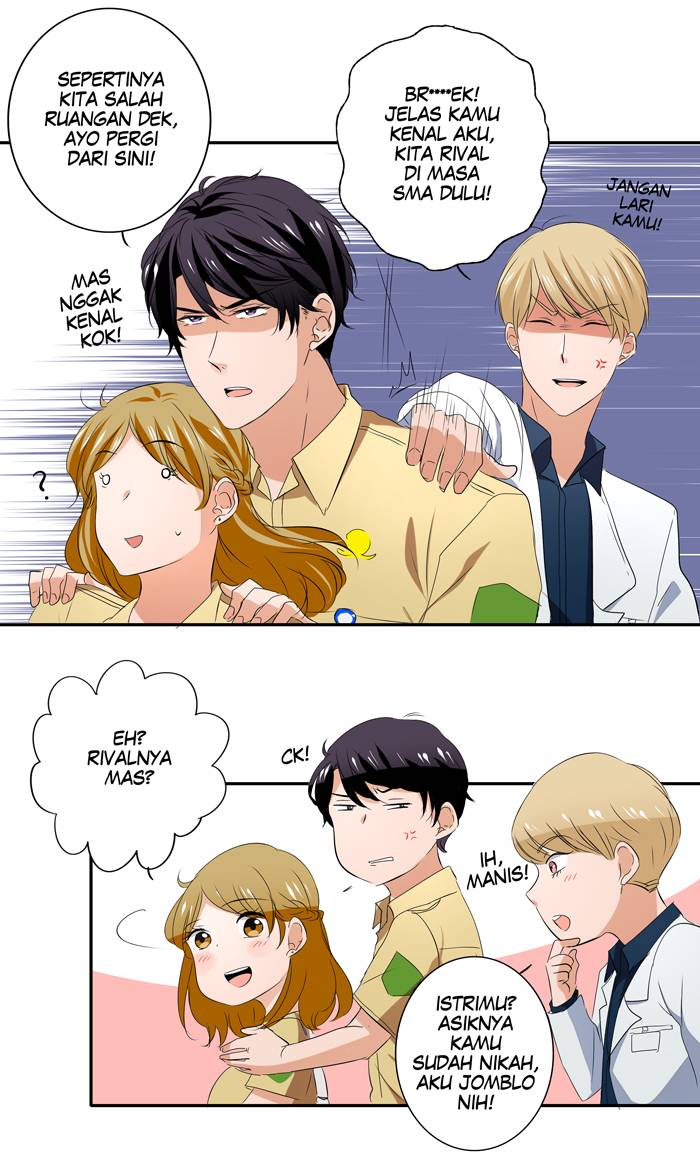 SEPERTINYA
KITA SALAH
RUANGAN DEK,
AYO PERGI
DARI SINI!
BR****EK!
JELAS KAMU
KENAL AKU,
KITA RIVAL
DI MASA
SMA DULU!
JANGAN
LARI
KAMU!
MAS
NGGAK
KENAL
KOK!
?
EH?
RIVALNYA
MAS?
CK!
IH,
MANIS!
ISTRIMU?
ASIKNYA
KAMU
SUDAH NIKAH,
AKU JOMBLO
NIH!